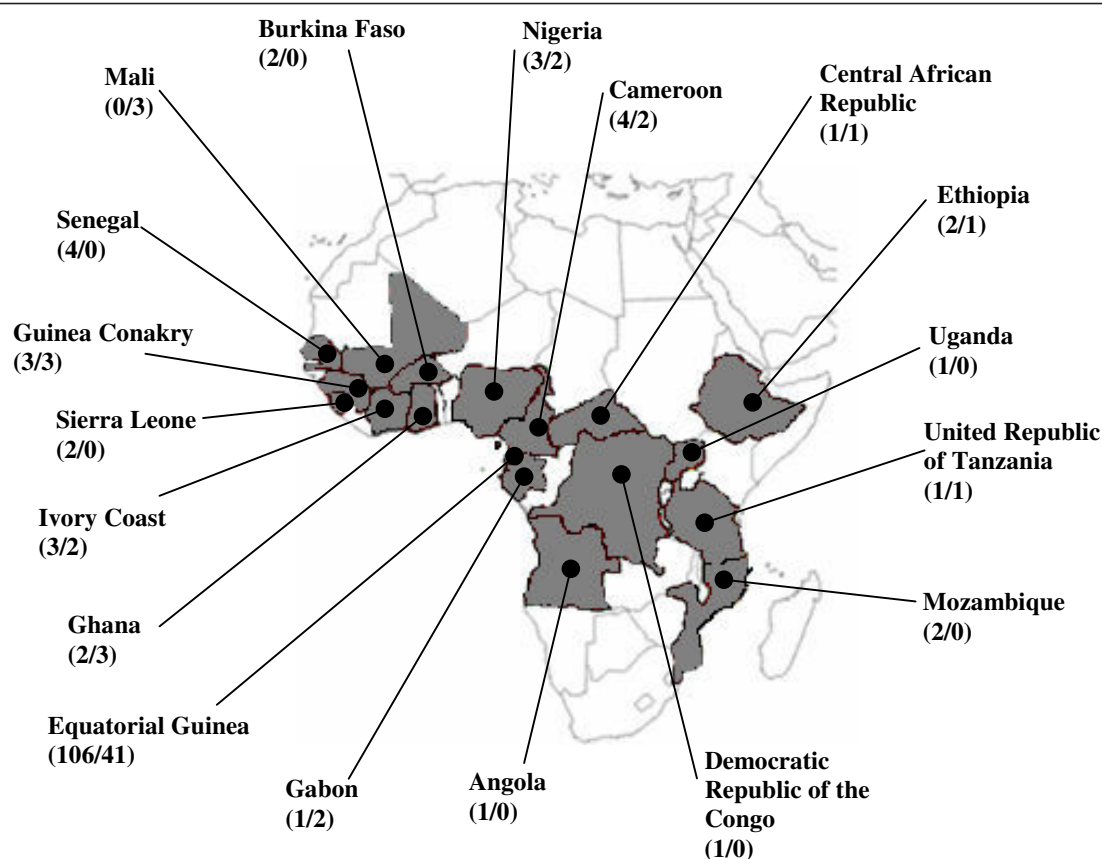 Burkina Faso
(2/0)
Nigeria
(3/2)
Mali
(0/3)
Cameroon
(4/2)
Central African
Republic
(1/1)
Senegal
(4/0)
Ethiopia
(2/1)
Guinea Conakry
(3/3)
Uganda
(1/0)
Sierra Leone
(2/0)
United Republic
of Tanzania
(1/1)
Ivory Coast
(3/2)
Mozambique
(2/0)
Ghana
(2/3)
Equatorial Guinea
(106/41)
Gabon
(1/2)
Angola
(1/0)
Democratic
Republic of the
Congo
(1/0)